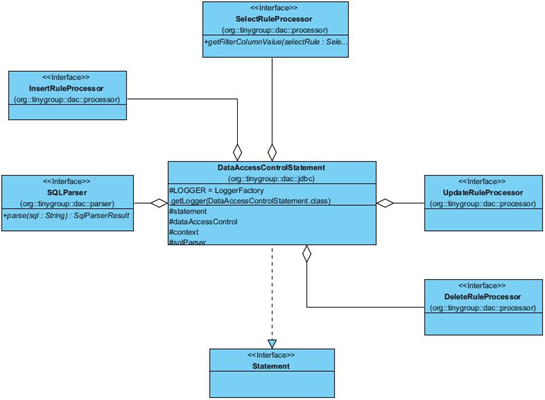 <<Interface>>
SelectRuleProcessor
(org::tinygroup::dac::processor)
+getFilterColumnValue(selectRule : Sele...
<<Interface>>
InsertRuleProcessor
(org::tinygroup::dac::processor)
<<Interface>>
SQLParser
(org::tinygroup::dac::parser)
+parse(sql : String) : SqlParserResult
DataAccessControlStatement
(org::tinygroup::dac::jdbc)
#LOGGER = LoggerFactory
.getLogger(DataAccessControlStatement.class)
#statement
#dataAccessControl
#context
#sqlParser
<<Interface>>
UpdateRuleProcessor
(org::tinygroup::dac::processor)
<<Interface>>
DeleteRuleProcessor
(org::tinygroup::dac::processor)
<<Interface>>
Statement